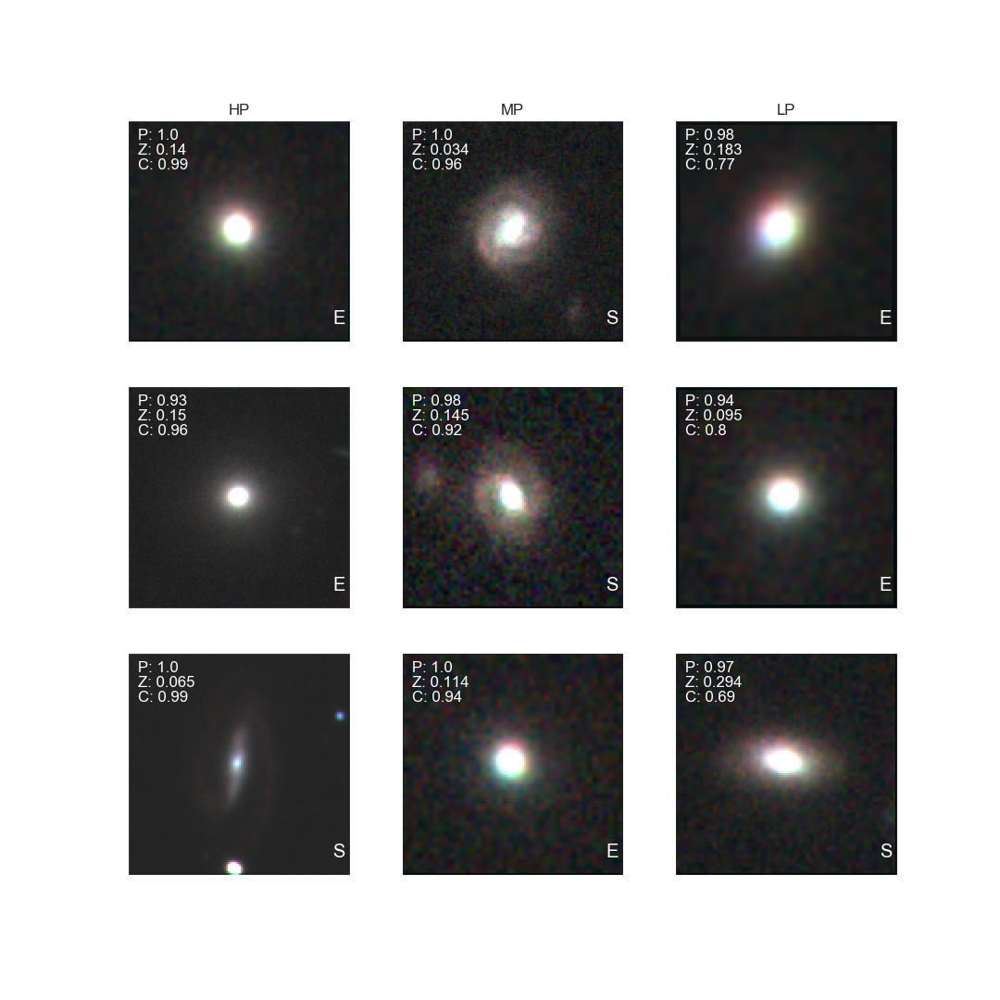 HP
MP
LP
P: 1.0
Z: 0.14
C: 0.99
E
P: 1.0
Z: 0.034
C: 0.96
S
P: 0.98
Z: 0.183
C: 0.77
E
P: 0.93
Z: 0.15
C: 0.96
E
P: 0.98
Z: 0.145
C: 0.92
S
P: 0.94
Z: 0.095
C: 0.8
E
P: 1.0
Z: 0.065
C: 0.99
S
P: 1.0
Z: 0.114
C: 0.94
E
P: 0.97
Z: 0.294
C: 0.69
S